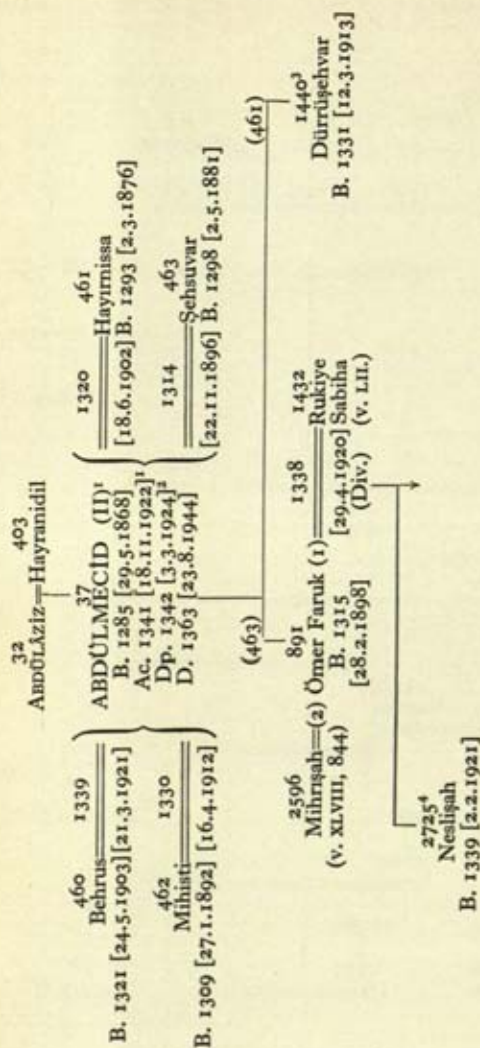 32 403
ABDÜLÂZİZ=Hayranidil
460 1339
Behrus
B. 1321 [24.5.1903] [21.3.1921]
462 1330
Mihisti
B. 1309 [27.1.1892] [16.4.1912]
37
ABDÜLMECİD (II)¹
B. 1285 [29.5.1868]
Ac. 1341 [18.11.1922]¹
Dp. 1342 [3.3.1924]²
D. 1363 [23.8.1944]
1320 461
Hayırnissa
[18.6.1902] B. 1293 [2.3.1876]
1314 463
Şehsuvar
[22.11.1896] B. 1298 [2.5.1881]
(463) (461)
2596 891 1338 1432
Mihrışah=(2) Ömer Faruk (1)=Rukiye
(v. XLVIII, 844) B. 1315 [29.4.1920] Sabiha
[28.2.1898] (Div.) (v. LII.)
1440³
Dürrüşehvar
B. 1331 [12.3.1913]
2725⁴
Neslişah
B. 1339 [2.2.1921]